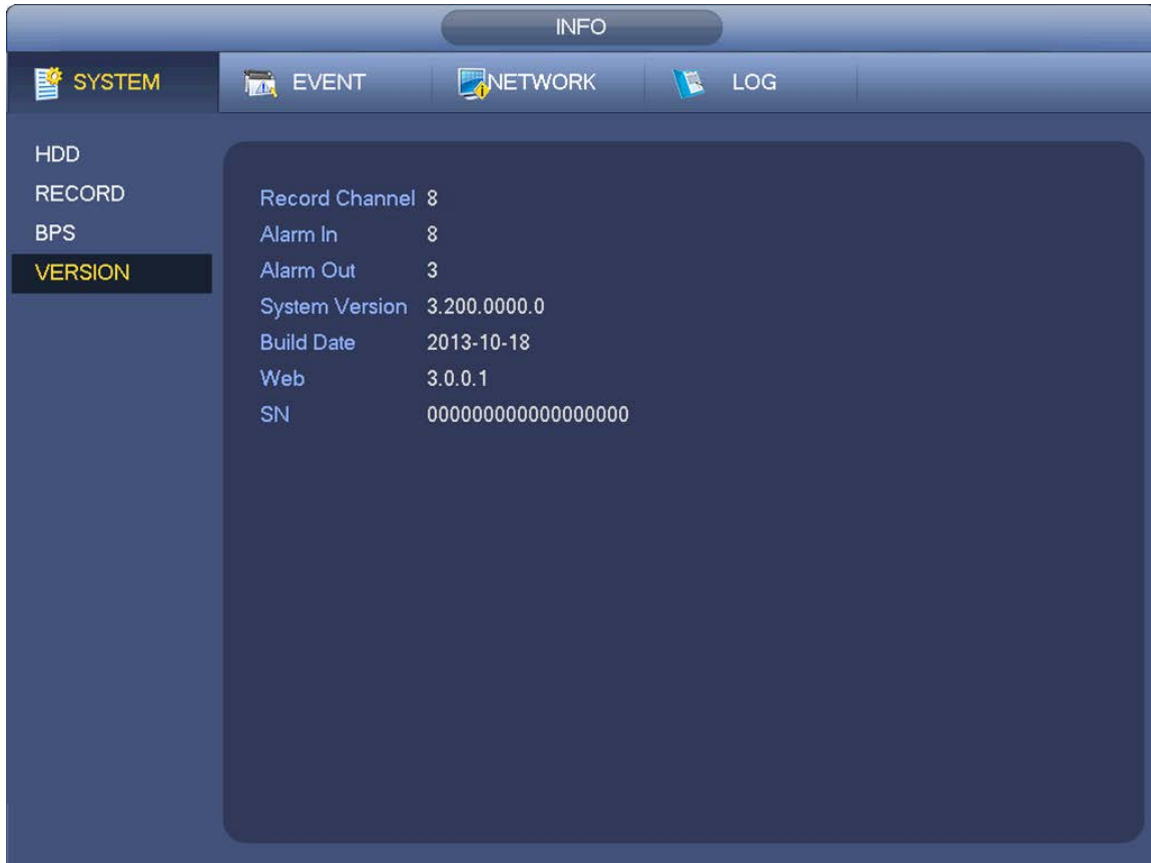 INFO
SYSTEM EVENT NETWORK LOG
HDD
RECORD
BPS
VERSION
Record Channel 8
Alarm In 8
Alarm Out 3
System Version 3.200.0000.0
Build Date 2013-10-18
Web 3.0.0.1
SN 000000000000000000